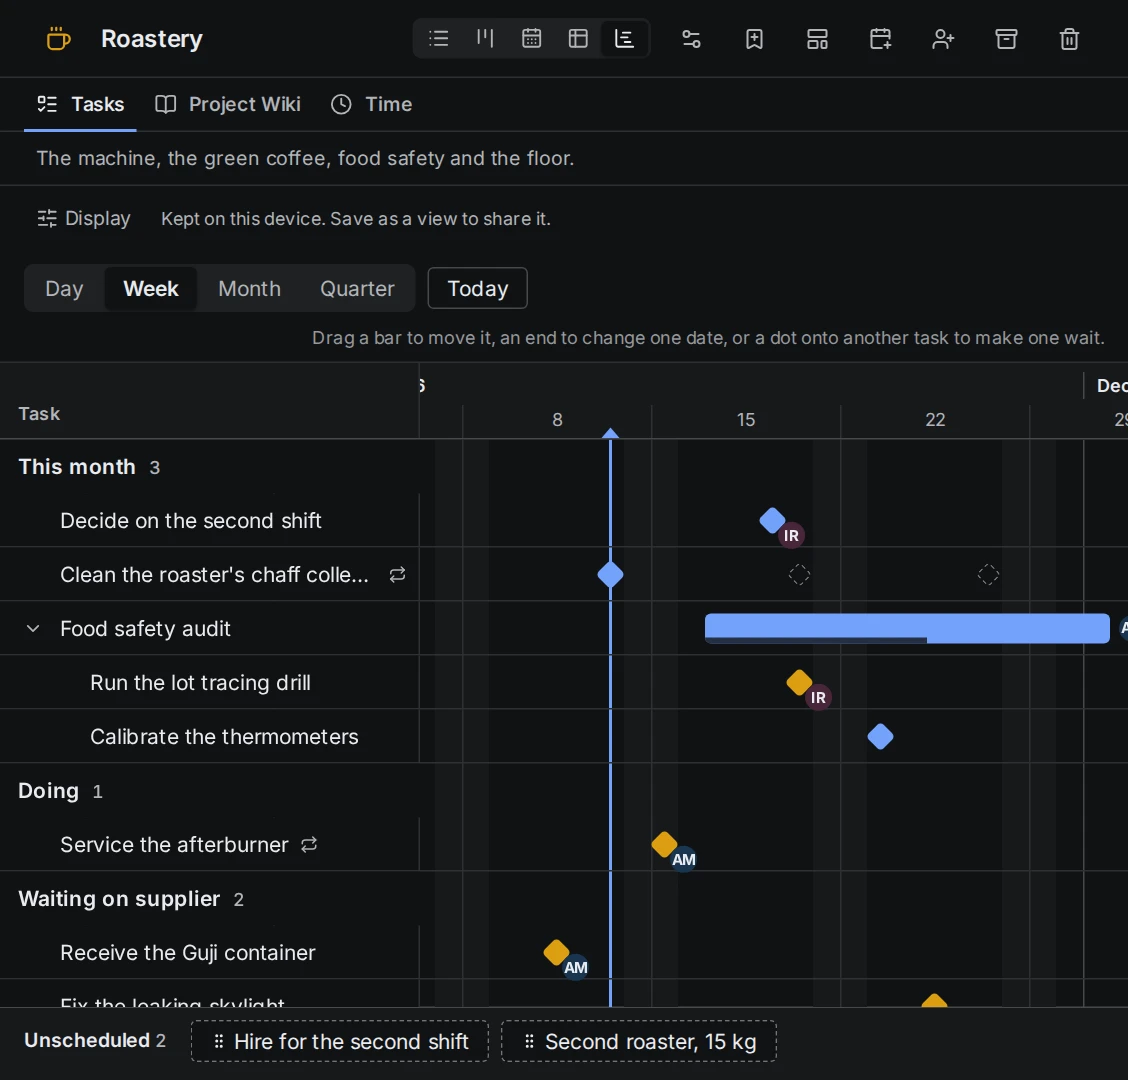 Roastery
Tasks Project Wiki Time
The machine, the green coffee, food safety and the floor.
Display Kept on this device. Save as a view to share it.
Day Week Month Quarter Today
Drag a bar to move it, an end to change one date, or a dot onto another task to make one wait.
Task
8 15 22
This month 3
Decide on the second shift
IR
Clean the roaster's chaff colle...
Food safety audit
Run the lot tracing drill
IR
Calibrate the thermometers
Doing 1
Service the afterburner
AM
Waiting on supplier 2
Receive the Guji container
AM
Fix the leaking skylight
Unscheduled 2 Hire for the second shift Second roaster, 15 kg